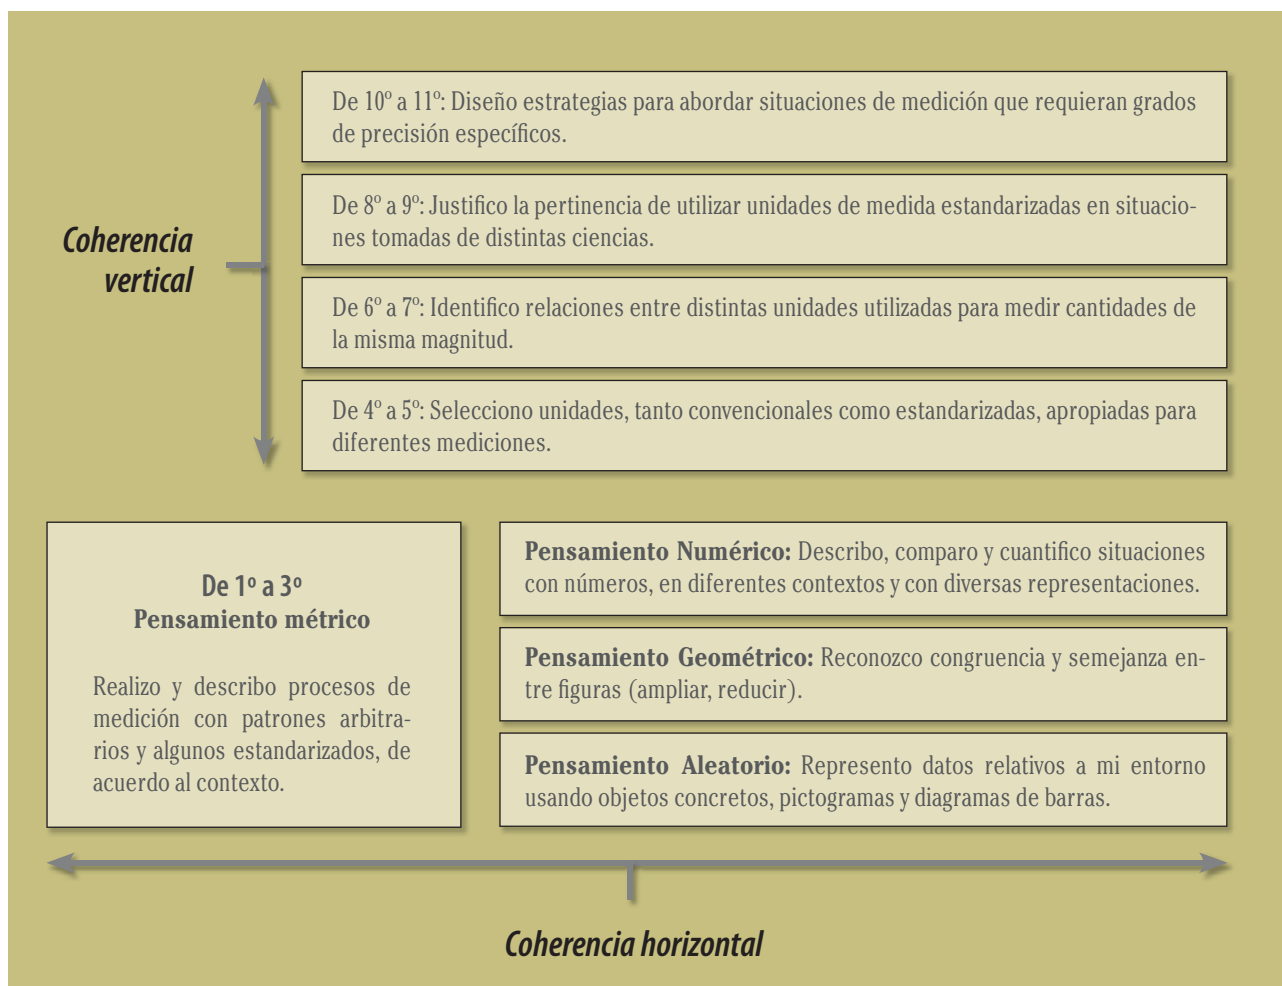 De 10º a 11º: Diseño estrategias para abordar situaciones de medición que requieran grados
de precisión específicos.
De 8º a 9º: Justifico la pertinencia de utilizar unidades de medida estandarizadas en situacio-
nes tomadas de distintas ciencias.
Coherencia
vertical
De 6º a 7º: Identifico relaciones entre distintas unidades utilizadas para medir cantidades de
la misma magnitud.
De 4º a 5º: Selecciono unidades, tanto convencionales como estandarizadas, apropiadas para
diferentes mediciones.
De 1º a 3º
Pensamiento métrico
Realizo y describo procesos de
medición con patrones arbitra-
rios y algunos estandarizados, de
acuerdo al contexto.
Pensamiento Numérico: Describo, comparo y cuantifico situaciones
con números, en diferentes contextos y con diversas representaciones.
Pensamiento Geométrico: Reconozco congruencia y semejanza en-
tre figuras (ampliar, reducir).
Pensamiento Aleatorio: Represento datos relativos a mi entorno
usando objetos concretos, pictogramas y diagramas de barras.
Coherencia horizontal